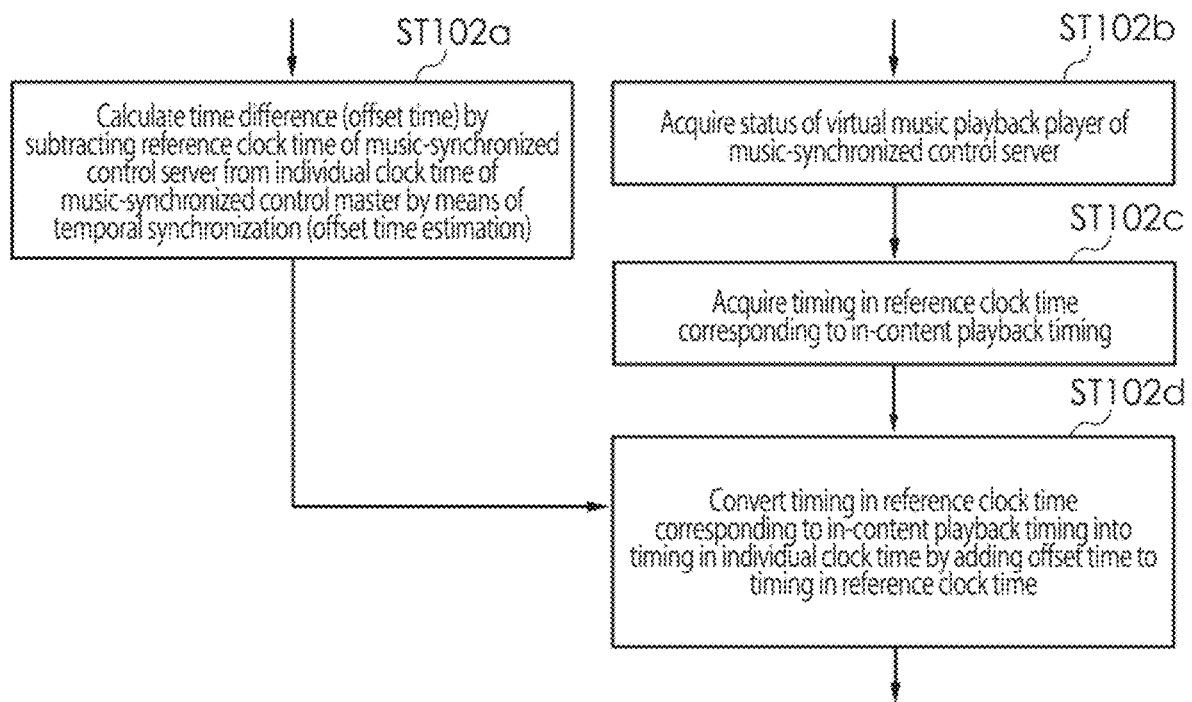 ST102a
Calculate time difference (offset time) by
subtracting reference clock time of music-synchronized
control server from individual clock time of
music-synchronized control master by means of
temporal synchronization (offset time estimation)
ST102b
Acquire status of virtual music playback player of
music-synchronized control server
ST102c
Acquire timing in reference clock time
corresponding to in-content playback timing
ST102d
Convert timing in reference clock time
corresponding to in-content playback timing into
timing in individual clock time by adding offset time to
timing in reference clock time